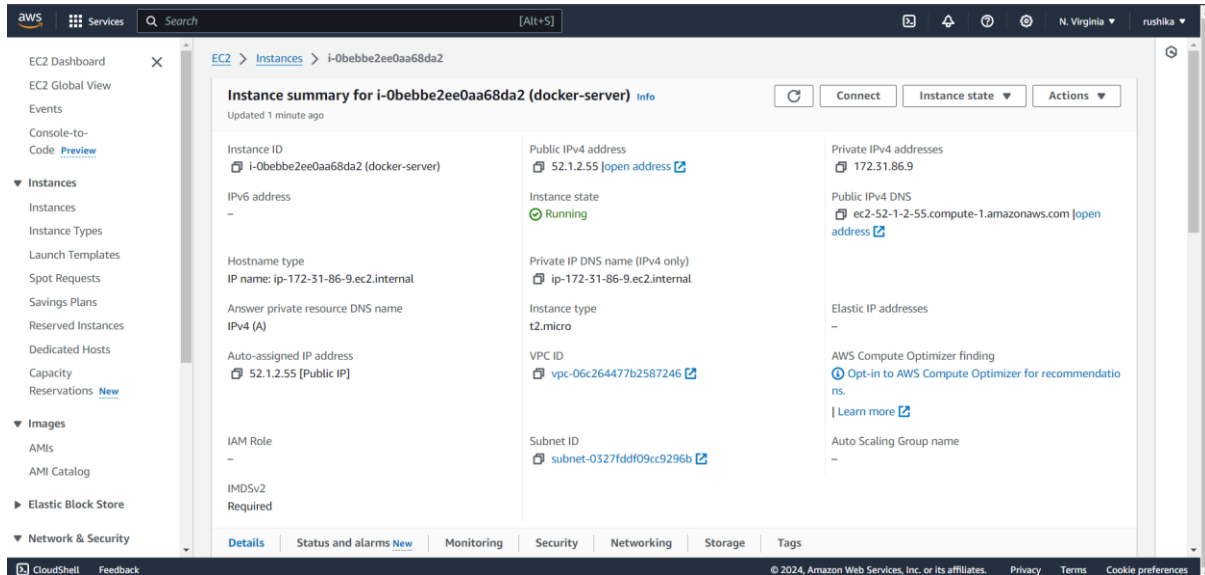 aws
Services
Search
[Alt+S]
N. Virginia
rushika
EC2 Dashboard
EC2 Global View
Events
Console-to-
Code Preview
Instances
Instances
Instance Types
Launch Templates
Spot Requests
Savings Plans
Reserved Instances
Dedicated Hosts
Capacity
Reservations New
Images
AMIs
AMI Catalog
Elastic Block Store
Network & Security
EC2 > Instances > i-0bebbe2ee0aa68da2
Instance summary for i-0bebbe2ee0aa68da2 (docker-server) Info
Updated 1 minute ago
Connect
Instance state
Actions
Instance ID
i-0bebbe2ee0aa68da2 (docker-server)
Public IPv4 address
52.1.2.55 |open address
Private IPv4 addresses
172.31.86.9
IPv6 address
–
Instance state
Running
Public IPv4 DNS
ec2-52-1-2-55.compute-1.amazonaws.com |open
address
Hostname type
IP name: ip-172-31-86-9.ec2.internal
Private IP DNS name (IPv4 only)
ip-172-31-86-9.ec2.internal
Answer private resource DNS name
IPv4 (A)
Instance type
t2.micro
Elastic IP addresses
–
Auto-assigned IP address
52.1.2.55 [Public IP]
VPC ID
vpc-06c264477b2587246
AWS Compute Optimizer finding
Opt-in to AWS Compute Optimizer for recommendatio
ns.
| Learn more
IAM Role
–
Subnet ID
subnet-0327fddf09cc9296b
Auto Scaling Group name
–
IMDSv2
Required
Details
Status and alarms New
Monitoring
Security
Networking
Storage
Tags
CloudShell
Feedback
© 2024, Amazon Web Services, Inc. or its affiliates.
Privacy
Terms
Cookie preferences